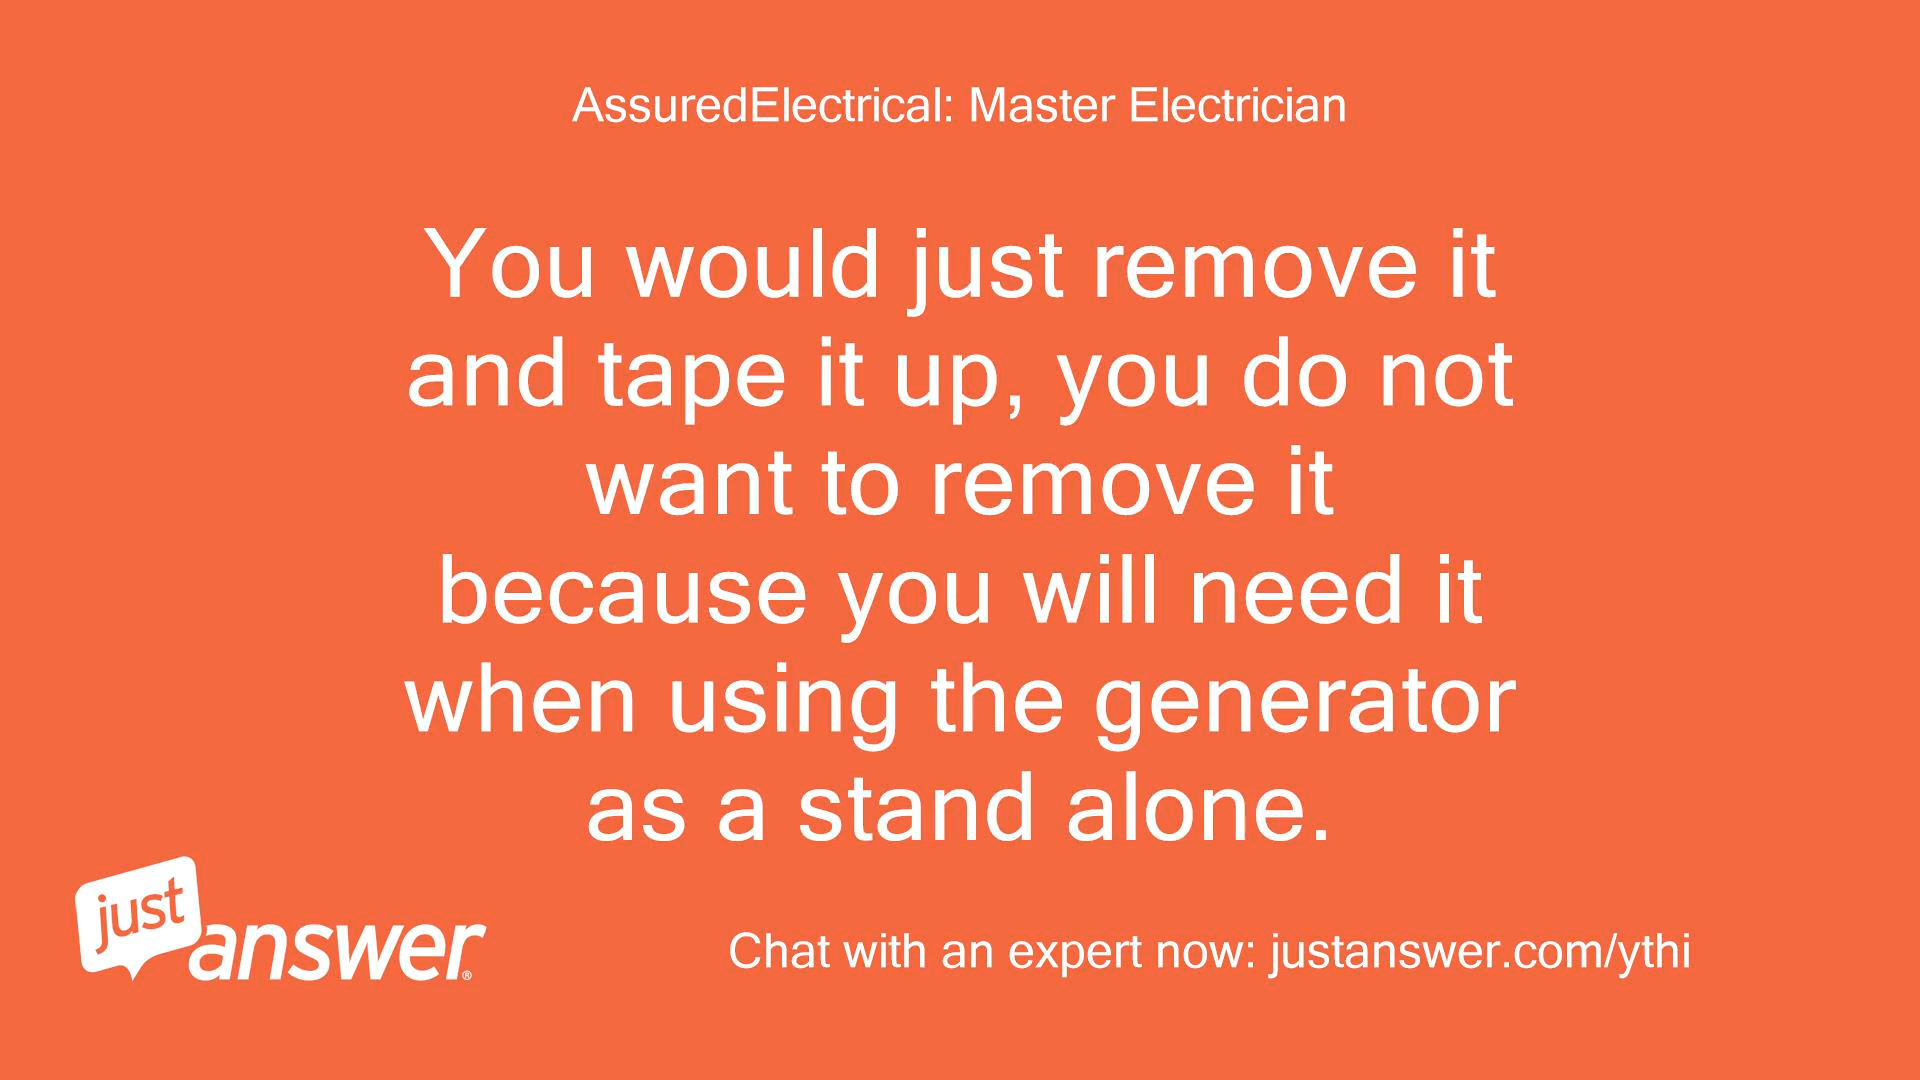 AssuredElectrical: Master Electrician
You would just remove it
and tape it up, you do not
want to remove it
because you will need it
when using the generator
as a stand alone.
just
answer®
Chat with an expert now: justanswer.com/ythi